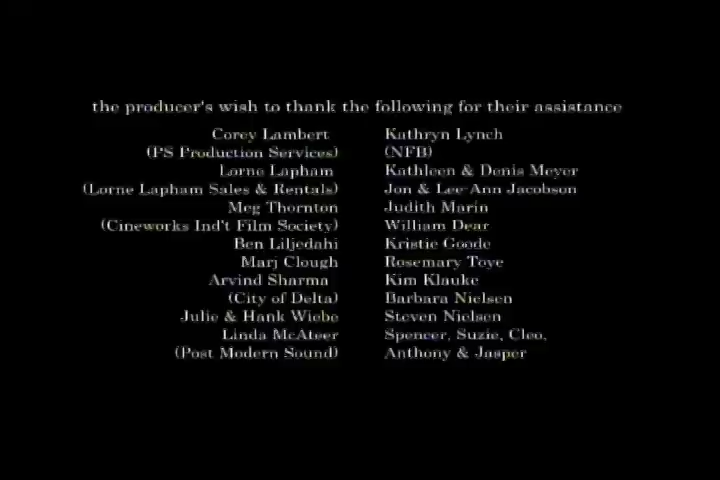 the producer's wish to thank the following for their assistance
Corey Lambert
(PS Production Services)
Lorne Lapham
(Lorne Lapham Sales & Rentals)
Meg Thornton
(Cineworks Ind't Film Society)
Ben Liljedahi
Marj Clough
Arvind Sharma
(City of Delta)
Julie & Hank Wiebe
Linda McAteer
(Post Modern Sound)
Kathryn Lynch
(NFB)
Kathleen & Denis Meyer
Jon & Lee-Ann Jacobson
Judith Marin
William Dear
Kristie Goode
Rosemary Toye
Kim Klauke
Barbara Nielsen
Steven Nielsen
Spencer, Suzie, Cleo,
Anthony & Jasper